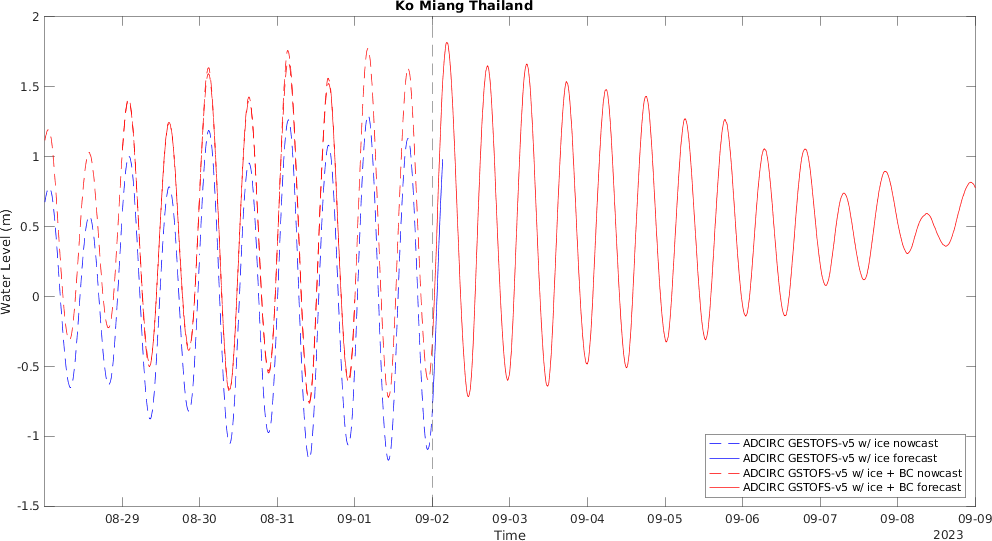 Ko Miang Thailand
2
1.5
1
0.5
0
-0.5
-1
-1.5
Water Level (m)
08-29 08-30 08-31 09-01 09-02 09-03 09-04 09-05 09-06 09-07 09-08 09-09
Time
2023
ADCIRC GESTOFS-v5 w/ ice nowcast
ADCIRC GESTOFS-v5 w/ ice forecast
ADCIRC GSTOFS-v5 w/ ice + BC nowcast
ADCIRC GSTOFS-v5 w/ ice + BC forecast